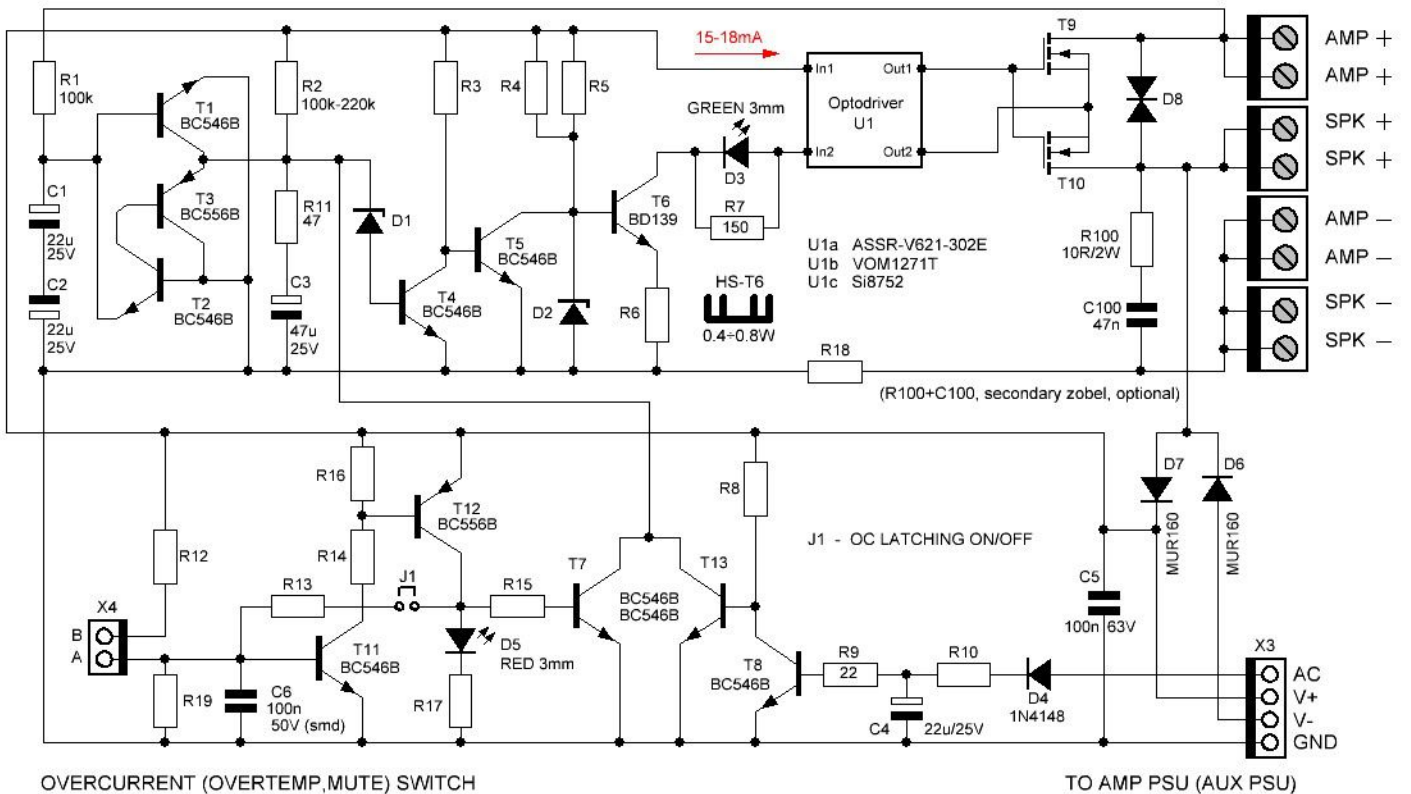 15-18mA
T9
AMP +
AMP +
SPK +
SPK +
AMP –
AMP –
SPK –
SPK –
R1
100k
T1
BC546B
R2
100k-220k
R3
R4
R5
GREEN 3mm
In1
Out1
Optodriver
U1
In2
Out2
D8
T10
C1
22u
25V
C2
22u
25V
T3
BC556B
T2
BC546B
R11
47
C3
47u
25V
D1
T4
BC546B
T5
BC546B
D2
T6
BD139
D3
R7
150
R6
U1a ASSR-V621-302E
U1b VOM1271T
U1c Si8752
HS-T6
0.4÷0.8W
R100
10R/2W
C100
47n
R18
(R100+C100, secondary zobel, optional)
R16
T12
BC556B
R8
D7
MUR160
D6
MUR160
R12
R14
J1 - OC LATCHING ON/OFF
R13
J1
R15
T7
T13
BC546B
BC546B
C5
100n 63V
X4
B
A
T11
BC546B
D5
RED 3mm
R19
C6
100n
50V (smd)
R17
T8
BC546B
R9
22
R10
D4
1N4148
C4
22u/25V
X3
AC
V+
V-
GND
OVERCURRENT (OVERTEMP,MUTE) SWITCH
TO AMP PSU (AUX PSU)